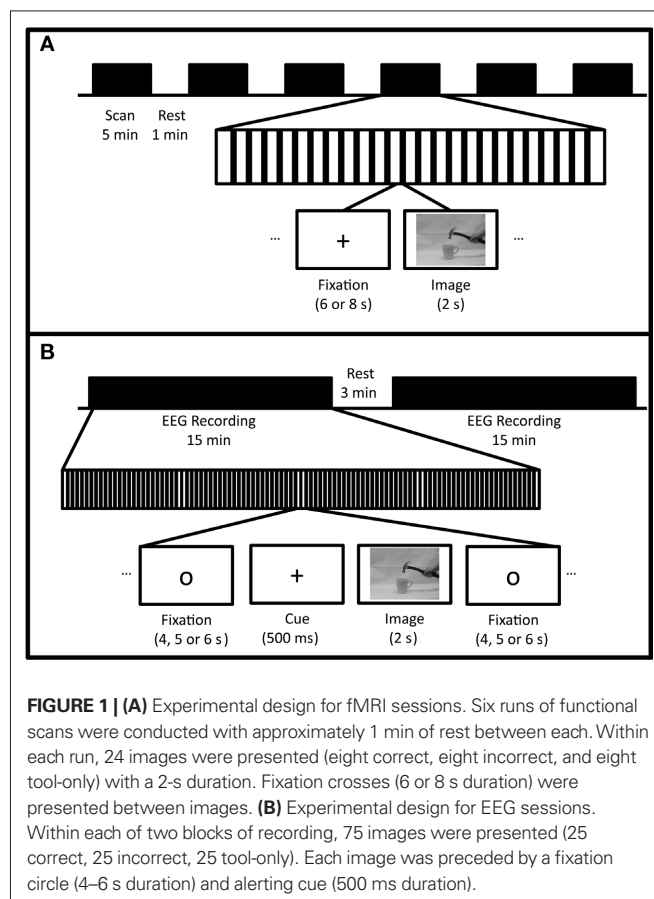 A
Scan Rest
5 min 1 min
... + ...
Fixation Image
(6 or 8 s) (2 s)
B
Rest
3 min
EEG Recording EEG Recording
15 min 15 min
... O + O ...
Fixation Cue Image Fixation
(4, 5 or 6 s) (500 ms) (2 s) (4, 5 or 6 s)
FIGURE 1 | (A) Experimental design for fMRI sessions. Six runs of functional
scans were conducted with approximately 1 min of rest between each. Within
each run, 24 images were presented (eight correct, eight incorrect, and eight
tool-only) with a 2-s duration. Fixation crosses (6 or 8 s duration) were
presented between images. (B) Experimental design for EEG sessions.
Within each of two blocks of recording, 75 images were presented (25
correct, 25 incorrect, 25 tool-only). Each image was preceded by a fixation
circle (4–6 s duration) and alerting cue (500 ms duration).